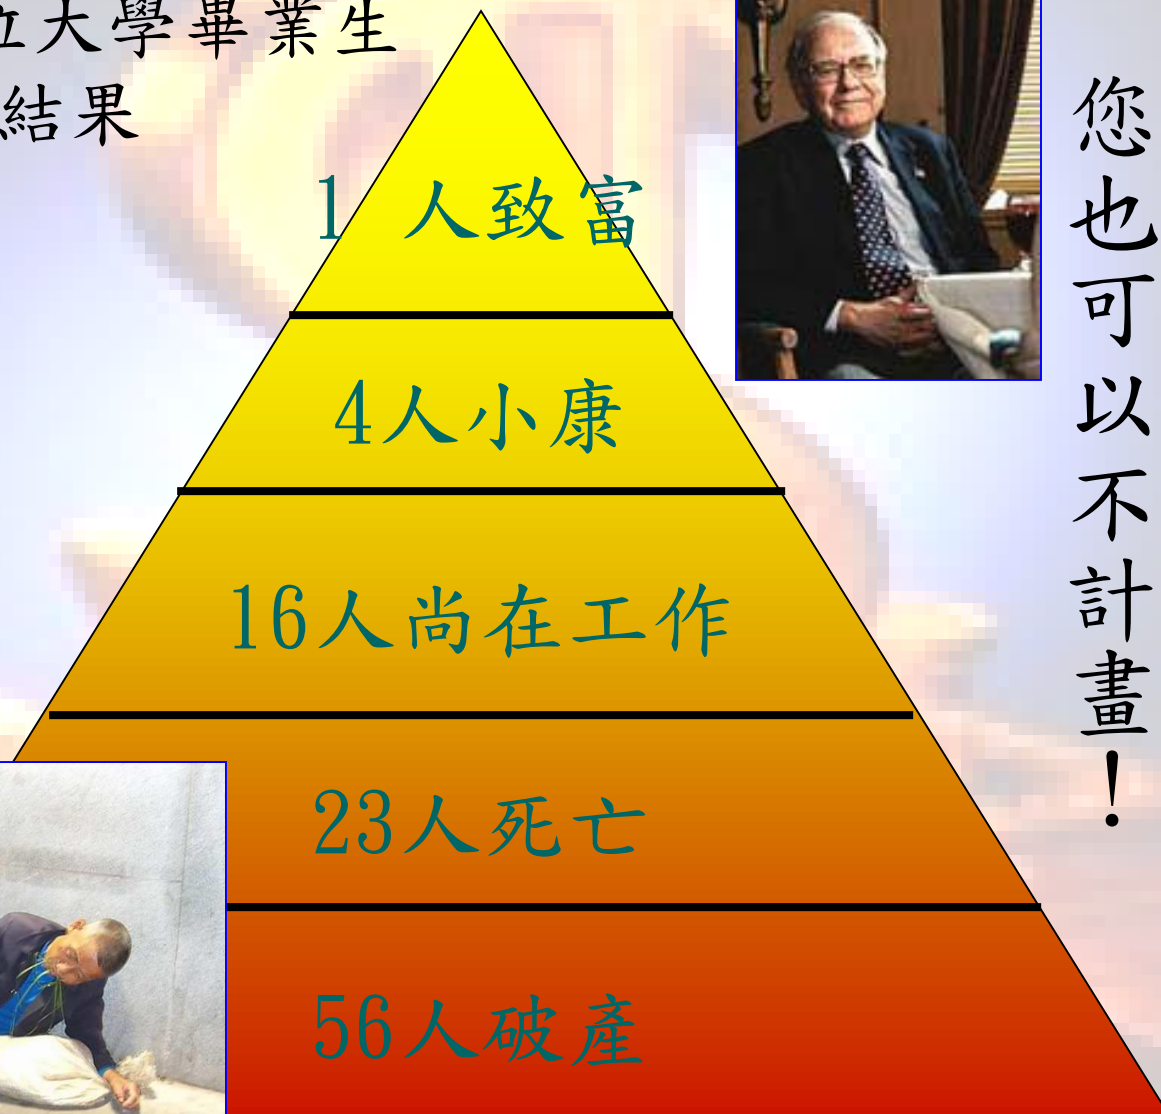 立大學畢業生
結果
1 人致富
4人小康
16人尚在工作
23人死亡
56人破產
您也可以不計畫！